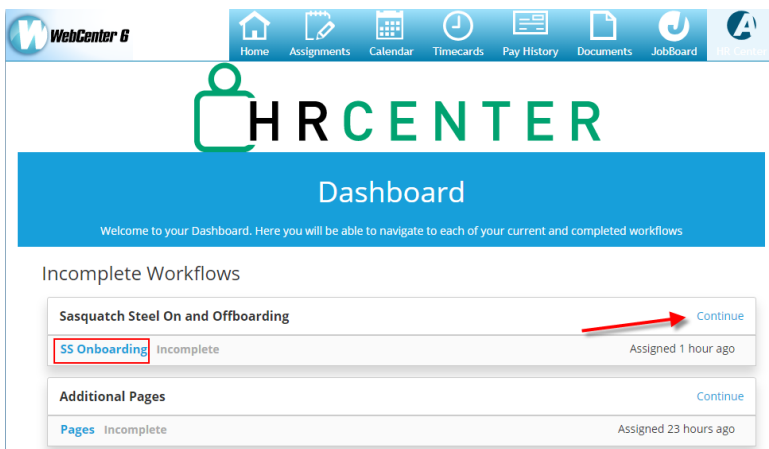 WebCenter 6
Home Assignments Calendar Timecards Pay History Documents JobBoard HR Center
HRCENTER
Dashboard
Welcome to your Dashboard. Here you will be able to navigate to each of your current and completed workflows
Incomplete Workflows
Sasquatch Steel On and Offboarding Continue
SS Onboarding Incomplete Assigned 1 hour ago
Additional Pages Continue
Pages Incomplete Assigned 23 hours ago